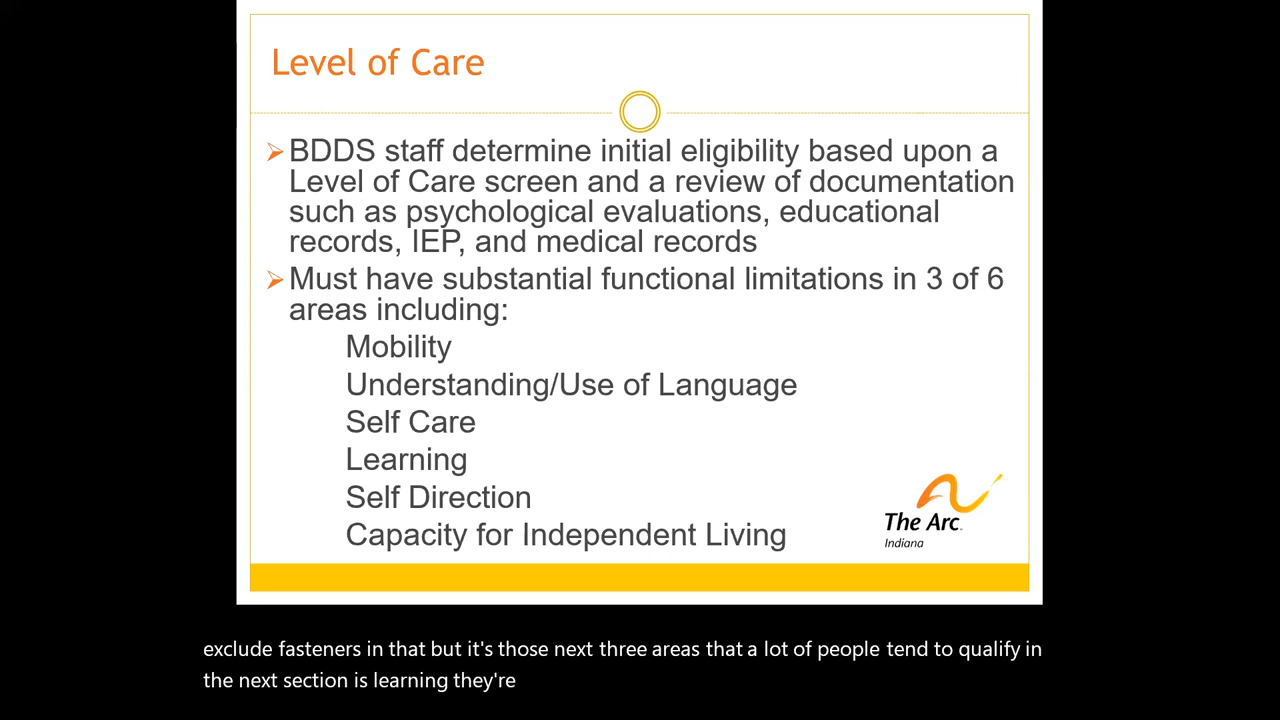 Level of Care
BDDS staff determine initial eligibility based upon a
Level of Care screen and a review of documentation
such as psychological evaluations, educational
records, IEP, and medical records
Must have substantial functional limitations in 3 of 6
areas including:
Mobility
Understanding/Use of Language
Self Care
Learning
Self Direction
Capacity for Independent Living
The Arc
Indiana
exclude fasteners in that but it's those next three areas that a lot of people tend to qualify in
the next section is learning they're